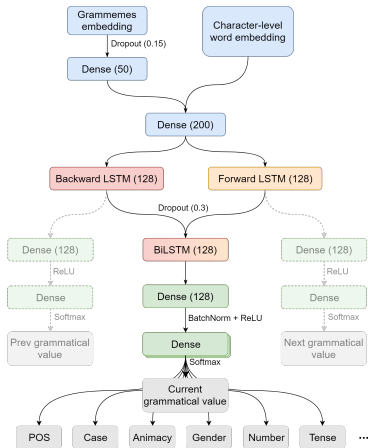 Grammemes
embedding
Character-level
word embedding
Dropout (0.15)
Dense (50)
Dense (200)
Backward LSTM (128)
Forward LSTM (128)
Dropout (0.3)
Dense (128)
BiLSTM (128)
Dense (128)
ReLU
ReLU
Dense
Dense (128)
Dense
Softmax
BatchNorm + ReLU
Softmax
Prev grammatical
value
Dense
Next grammatical
value
Softmax
Current
grammatical value
POS
Case
Animacy
Gender
Number
Tense
...